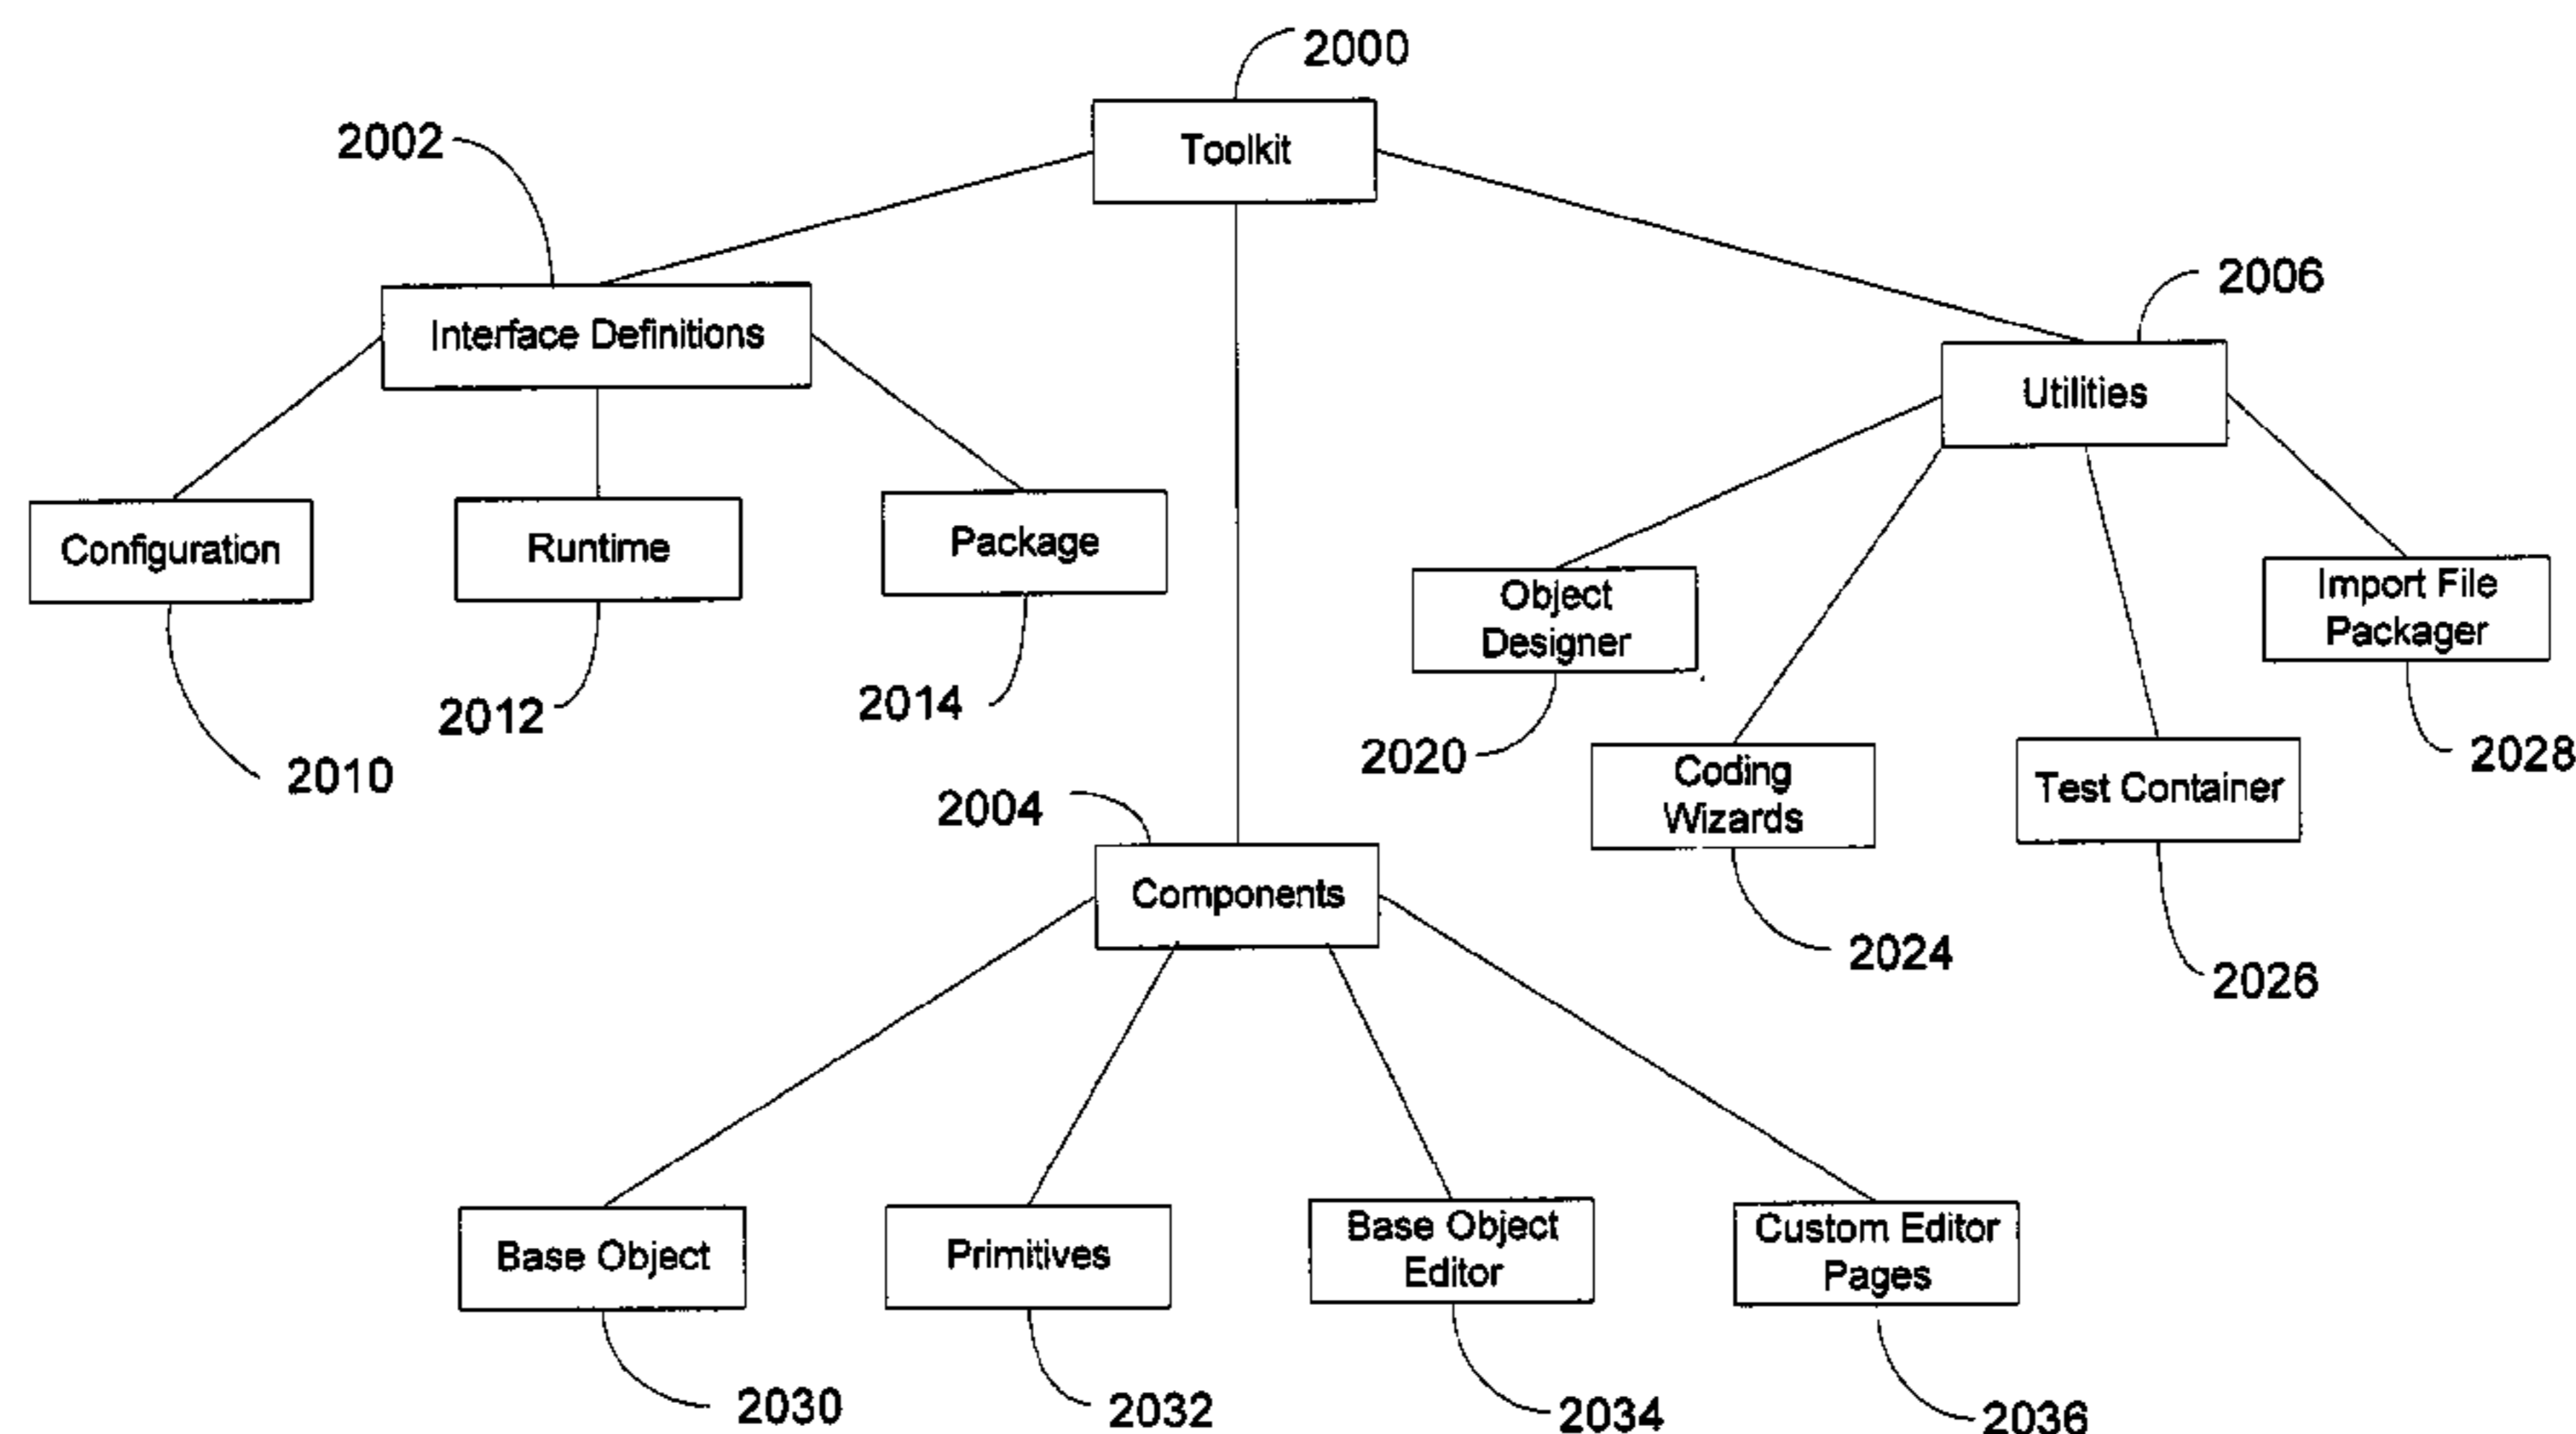 2000
Toolkit
2002
Interface Definitions
2006
Utilities
Configuration
Runtime
Package
Object
Designer
Import File
Packager
2010
2012
2014
2020
Coding
Wizards
Test Container
2028
2004
Components
2024
2026
Base Object
Primitives
Base Object
Editor
Custom Editor
Pages
2030
2032
2034
2036